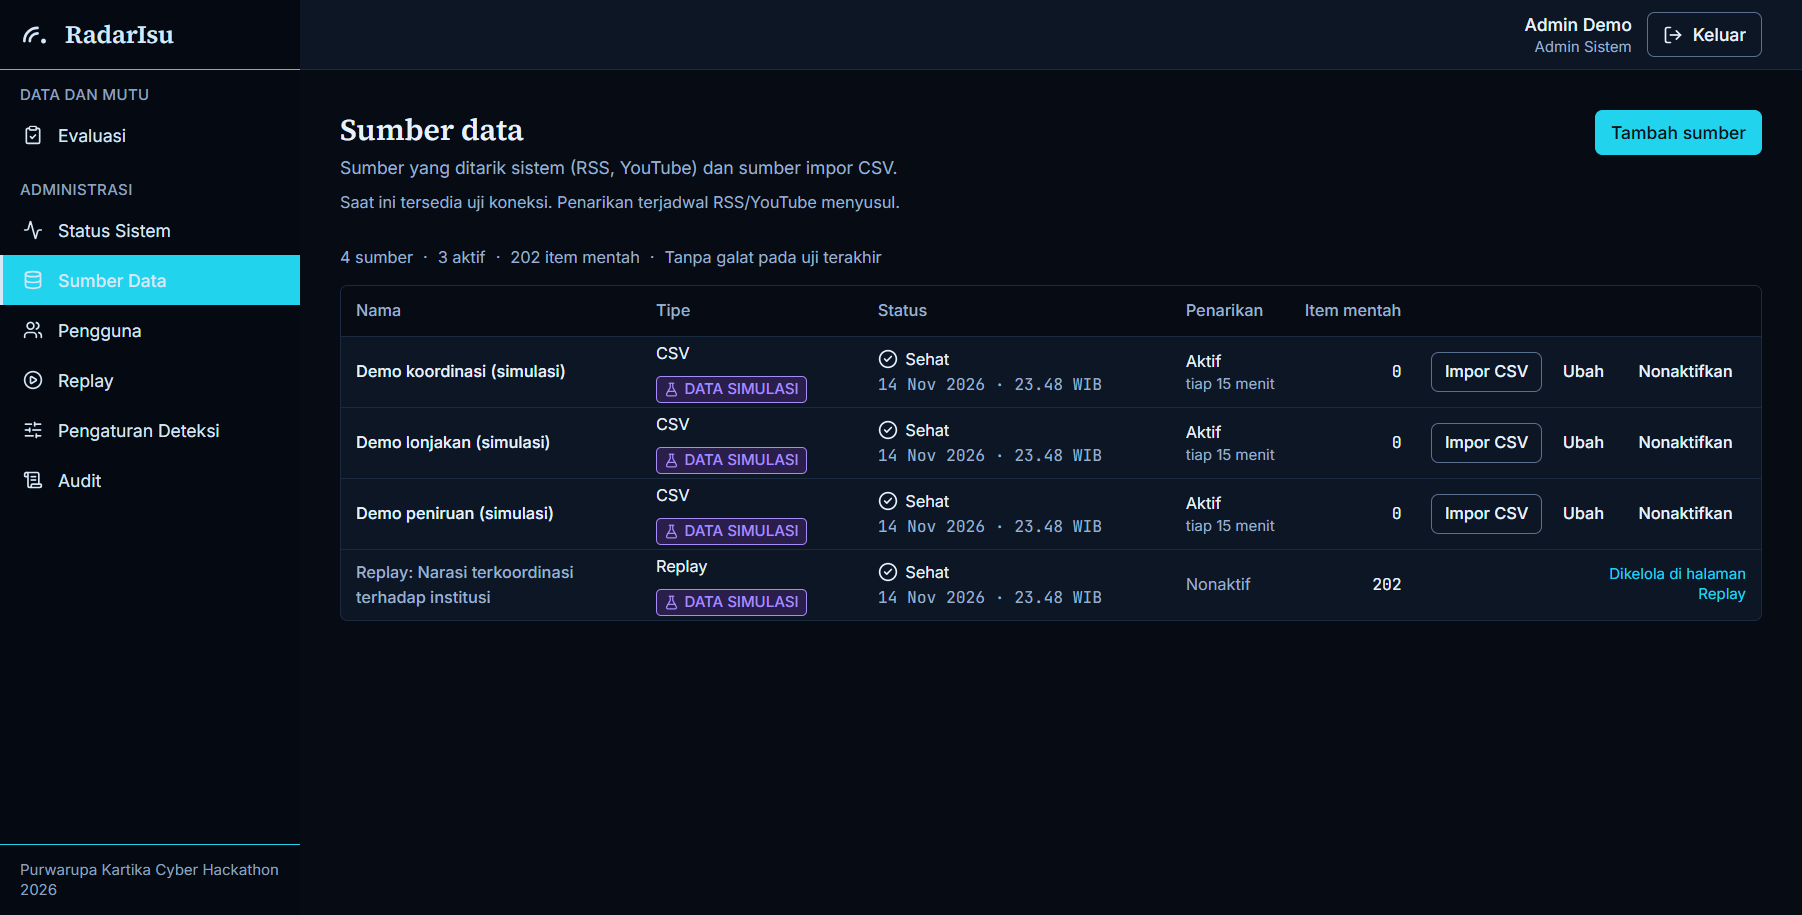 RadarIsu
Admin Demo
Admin Sistem
Keluar
DATA DAN MUTU
Evaluasi
ADMINISTRASI
Status Sistem
Sumber Data
Pengguna
Replay
Pengaturan Deteksi
Audit
Purwarupa Kartika Cyber Hackathon
2026
Sumber data
Tambah sumber
Sumber yang ditarik sistem (RSS, YouTube) dan sumber impor CSV.
Saat ini tersedia uji koneksi. Penarikan terjadwal RSS/YouTube menyusul.
4 sumber · 3 aktif · 202 item mentah · Tanpa galat pada uji terakhir
Nama Tipe Status Penarikan Item mentah
Demo koordinasi (simulasi)
CSV
DATA SIMULASI
Sehat
14 Nov 2026 · 23.48 WIB
Aktif
tiap 15 menit
0
Impor CSV
Ubah
Nonaktifkan
Demo lonjakan (simulasi)
CSV
DATA SIMULASI
Sehat
14 Nov 2026 · 23.48 WIB
Aktif
tiap 15 menit
0
Impor CSV
Ubah
Nonaktifkan
Demo peniruan (simulasi)
CSV
DATA SIMULASI
Sehat
14 Nov 2026 · 23.48 WIB
Aktif
tiap 15 menit
0
Impor CSV
Ubah
Nonaktifkan
Replay: Narasi terkoordinasi
terhadap institusi
Replay
DATA SIMULASI
Sehat
14 Nov 2026 · 23.48 WIB
Nonaktif
202
Dikelola di halaman
Replay